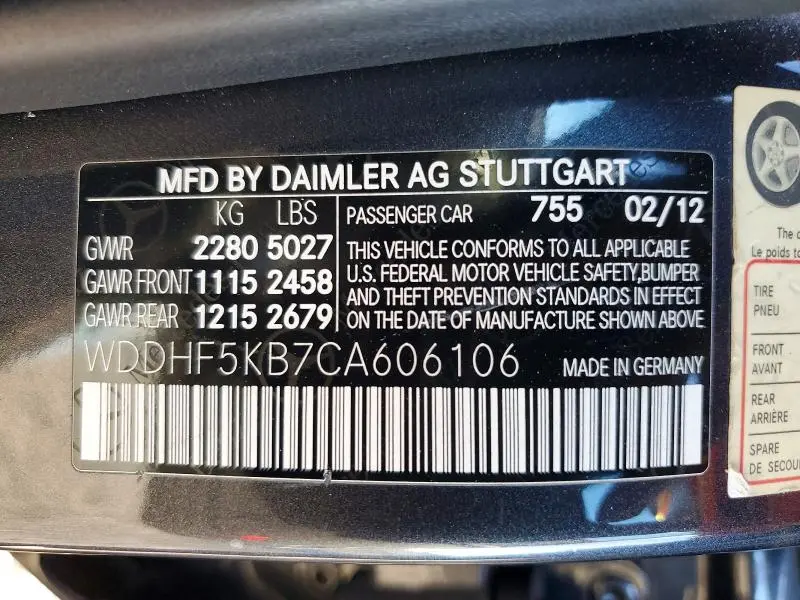 MFD BY DAIMLER AG STUTTGART
KG LBS
GVWR 2280 5027
GAWR FRONT 1115 2458
GAWR REAR 1215 2679
PASSENGER CAR 755 02/12
THIS VEHICLE CONFORMS TO ALL APPLICABLE
U.S. FEDERAL MOTOR VEHICLE SAFETY,BUMPER
AND THEFT PREVENTION STANDARDS IN EFFECT
ON THE DATE OF MANUFACTURE SHOWN ABOVE
WDDHF5KB7CA606106
MADE IN GERMANY
The
Le poids
TIRE
PNEU
FRONT
AVANT
REAR
ARRIÈRE
SPARE
DE